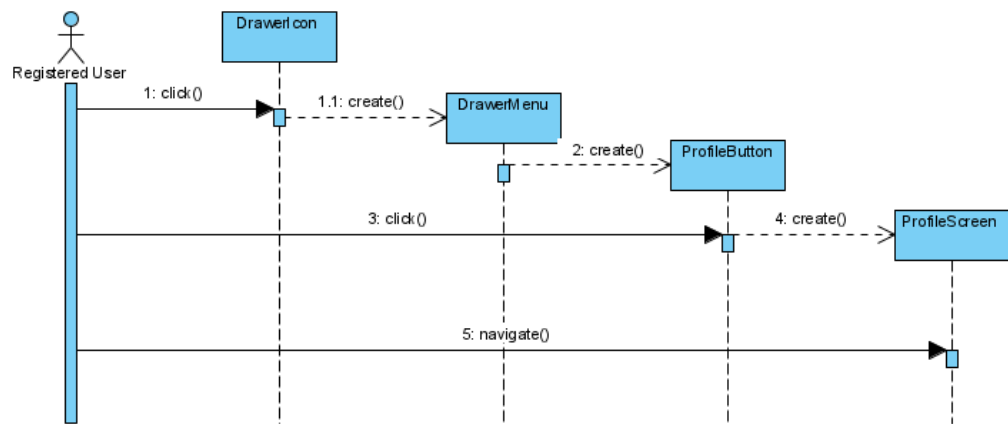 DrawerIcon
Registered User
1: click()
1.1: create()
DrawerMenu
2: create()
ProfileButton
3: click()
4: create()
ProfileScreen
5: navigate()